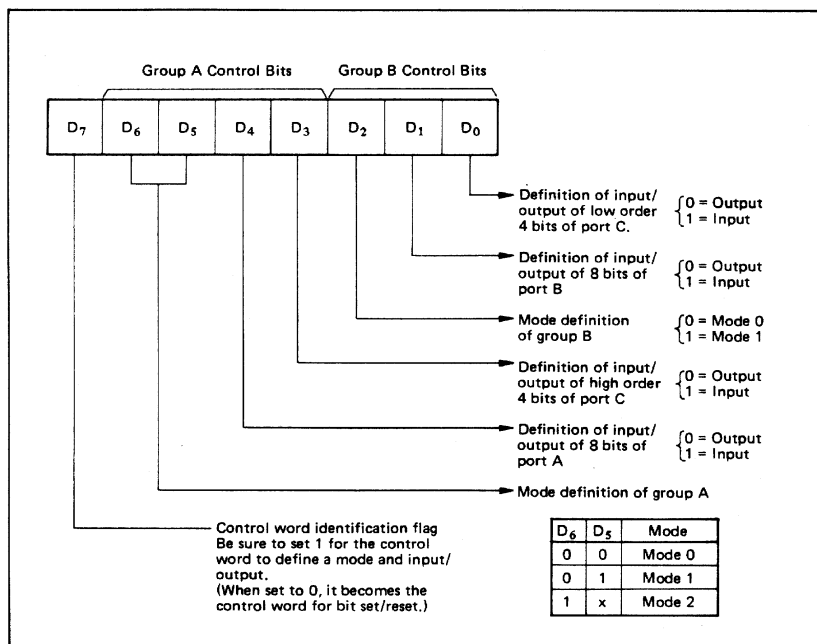 Group A Control Bits
Group B Control Bits
D7 D6 D5 D4 D3 D2 D1 D0
Definition of input/
output of low order
4 bits of port C.
0 = Output
1 = Input
Definition of input/
output of 8 bits of
port B
0 = Output
1 = Input
Mode definition
of group B
0 = Mode 0
1 = Mode 1
Definition of input/
output of high order
4 bits of port C
0 = Output
1 = Input
Definition of input/
output of 8 bits of
port A
0 = Output
1 = Input
Mode definition of group A
Control word identification flag
Be sure to set 1 for the control
word to define a mode and input/
output.
(When set to 0, it becomes the
control word for bit set/reset.)
D6 D5 Mode
0 0 Mode 0
0 1 Mode 1
1 x Mode 2